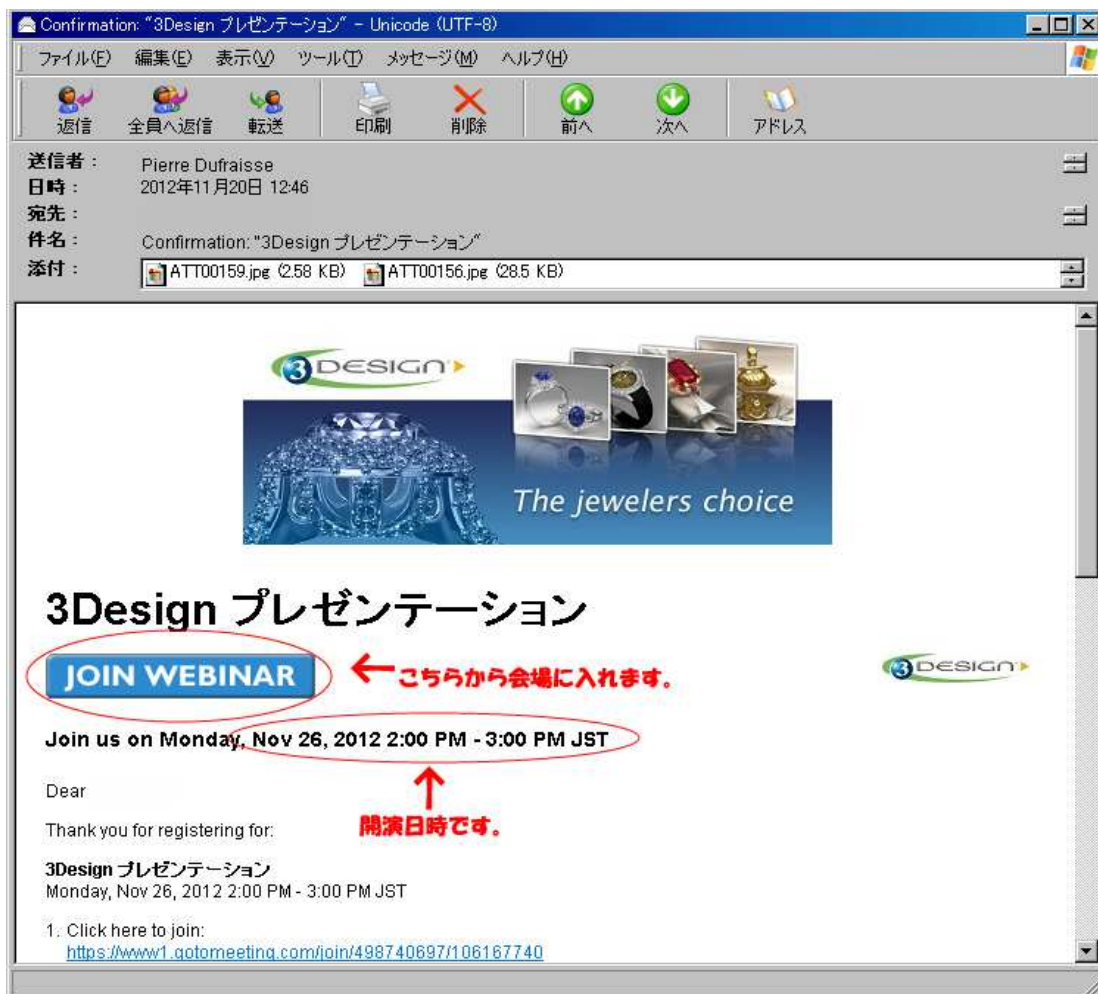 Confirmation: "3Design プレゼンテーション" - Unicode (UTF-8)
ファイル(F) 編集(E) 表示(V) ツール(T) メッセージ(M) ヘルプ(H)
返信 全員へ返信 転送 印刷 削除 前へ 次へ アドレス
送信者： Pierre Dufraisse
日時： 2012年11月20日 12:46
宛先：
件名： Confirmation: "3Design プレゼンテーション"
添付： ATT00159.jpg (2.58 KB) ATT00156.jpg (28.5 KB)
3DESIGN
The jewelers choice
3Design プレゼンテーション
JOIN WEBINAR ←こちらから会場に入れます。
3DESIGN
Join us on Monday, Nov 26, 2012 2:00 PM - 3:00 PM JST
Dear
↑
Thank you for registering for:
開演日時です。
3Design プレゼンテーション
Monday, Nov 26, 2012 2:00 PM - 3:00 PM JST
1. Click here to join:
https://www1.gotomeeting.com/join/498740697/106167740